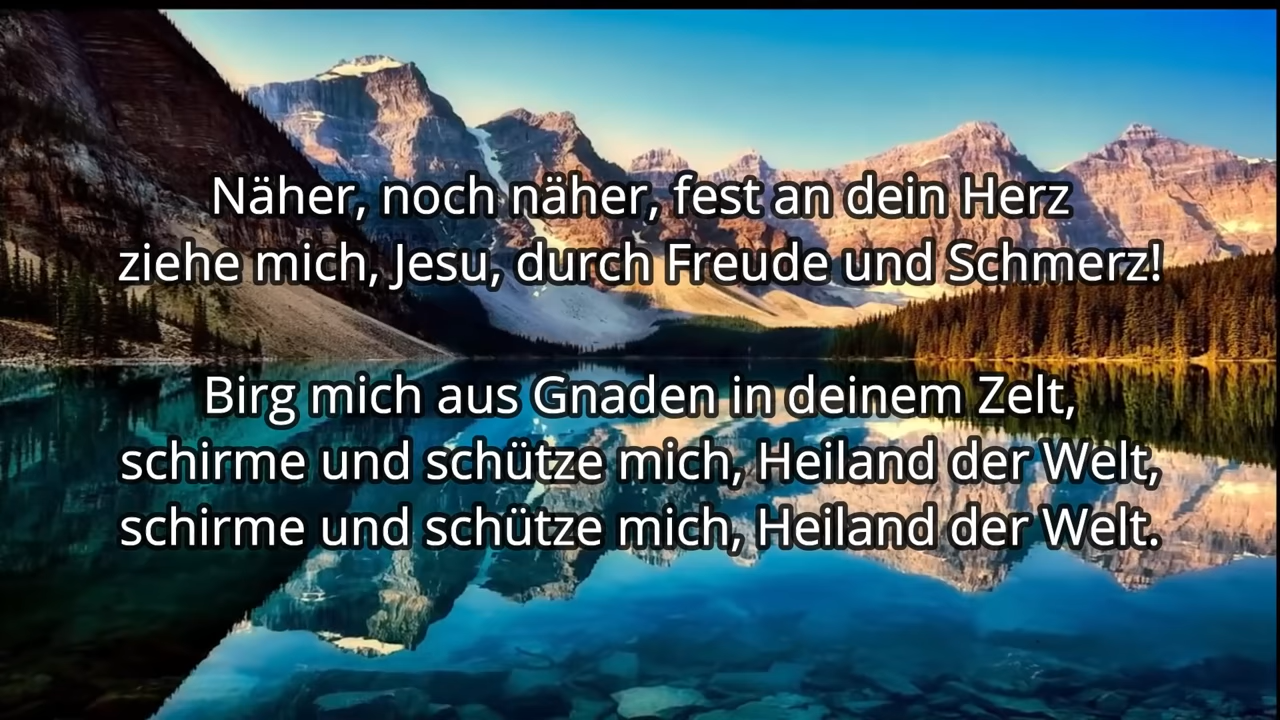 Näher, noch näher, fest an dein Herz
ziehe mich, Jesu, durch Freude und Schmerz!
Birg mich aus Gnaden in deinem Zelt,
schirme und schütze mich, Heiland der Welt,
schirme und schütze mich, Heiland der Welt.